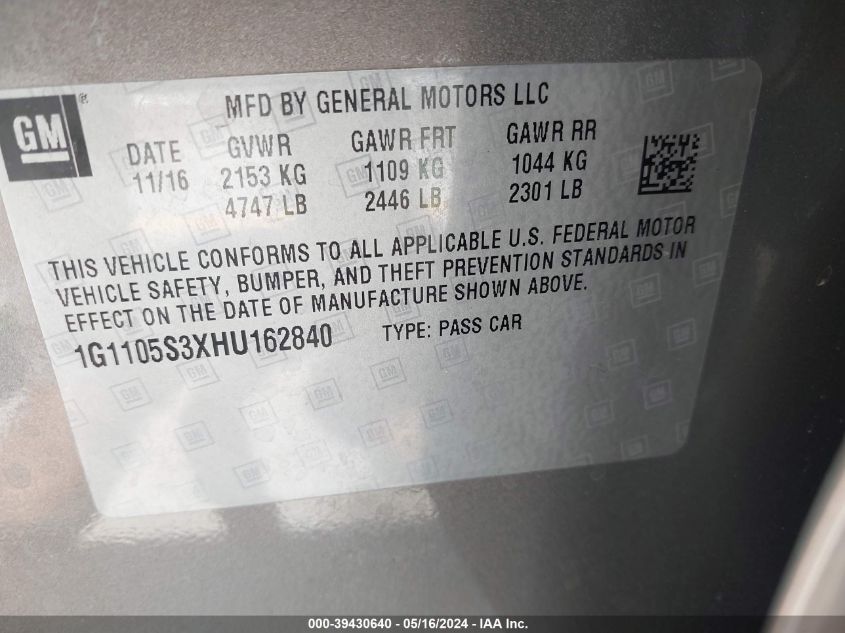 GM ®
MFD BY GENERAL MOTORS LLC
DATE GVWR GAWR FRT GAWR RR
11/16 2153 KG 1109 KG 1044 KG
4747 LB 2446 LB 2301 LB
THIS VEHICLE CONFORMS TO ALL APPLICABLE U.S. FEDERAL MOTOR
VEHICLE SAFETY, BUMPER, AND THEFT PREVENTION STANDARDS IN
EFFECT ON THE DATE OF MANUFACTURE SHOWN ABOVE.
1G1105S3XHU162840 TYPE: PASS CAR
000-39430640 - 05/16/2024 - IAA Inc.